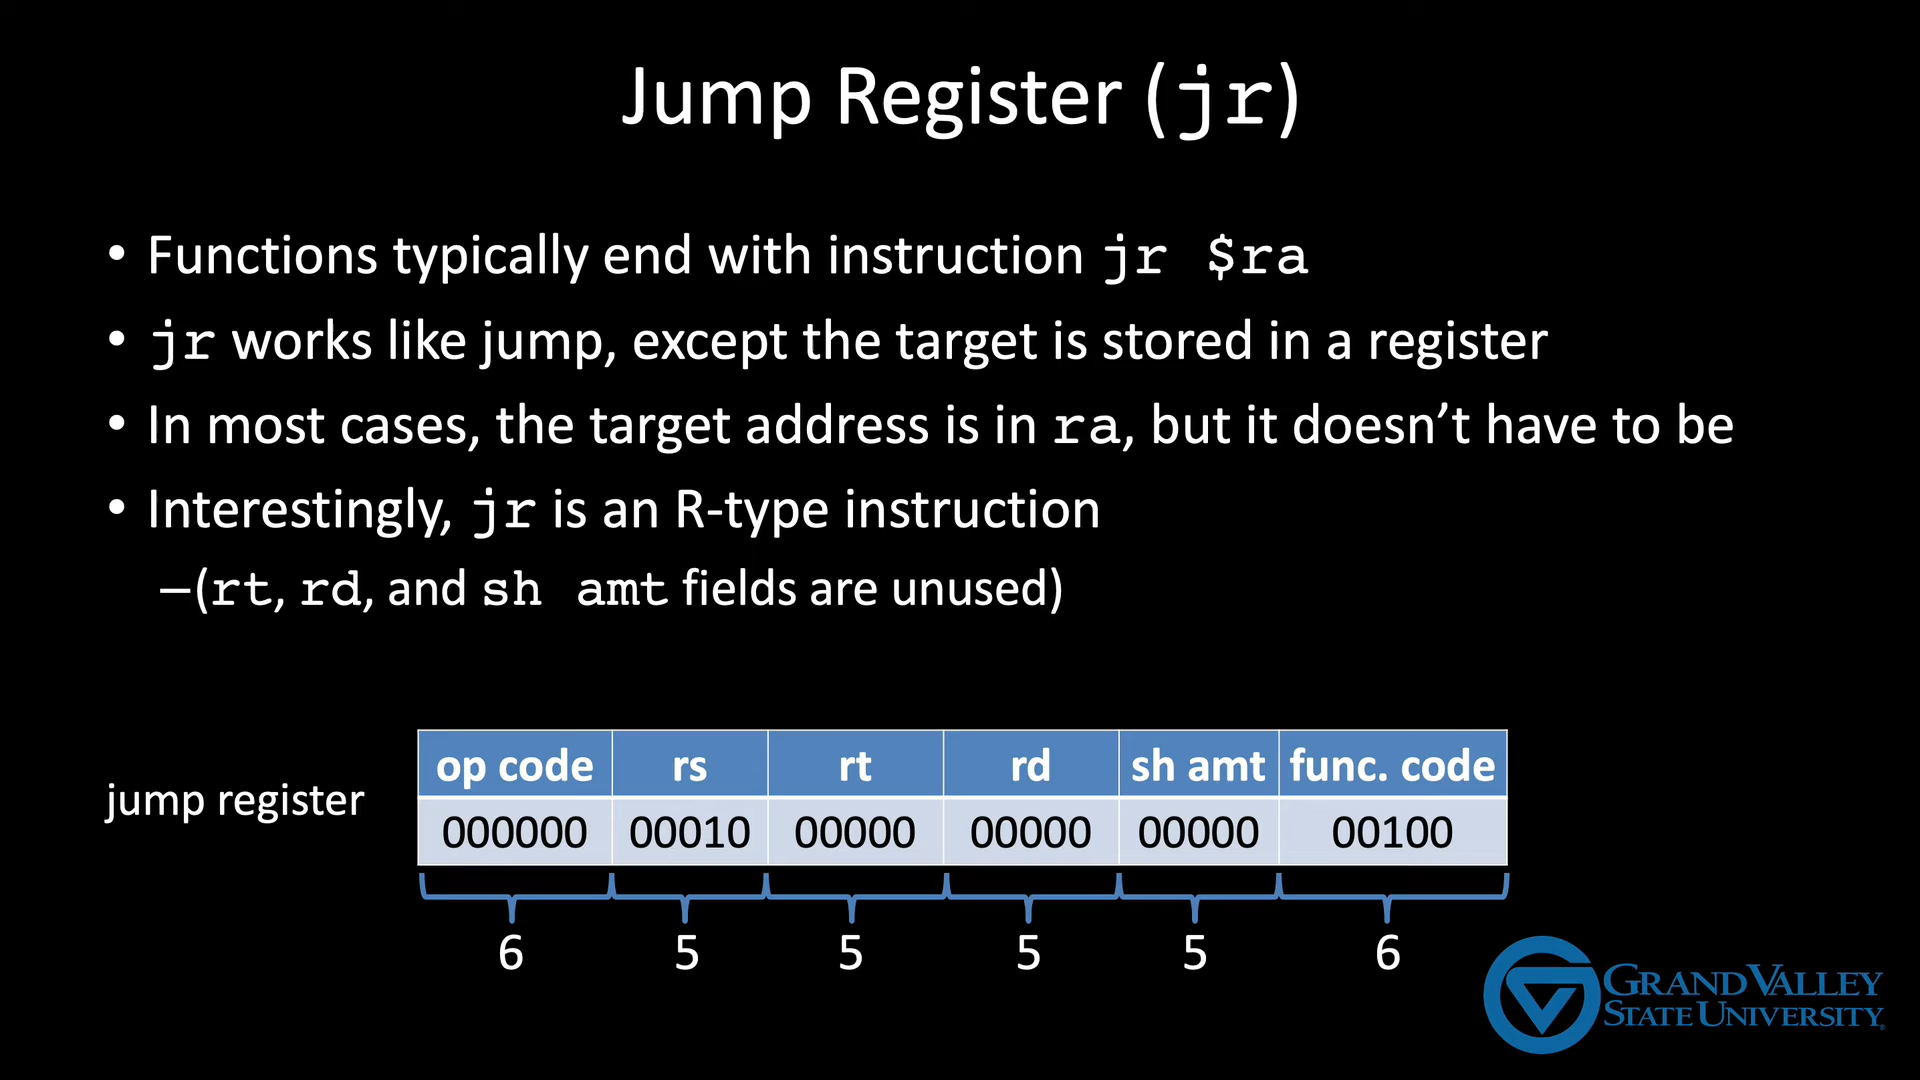 Jump Register (jr)
• Functions typically end with instruction jr $ra
• jr works like jump, except the target is stored in a register
• In most cases, the target address is in ra, but it doesn’t have to be
• Interestingly, jr is an R-type instruction
–(rt, rd, and sh amt fields are unused)
op code rs rt rd sh amt func. code
jump register
000000 00010 00000 00000 00000 00100
6 5 5 5 5 6
GRAND VALLEY
STATE UNIVERSITY